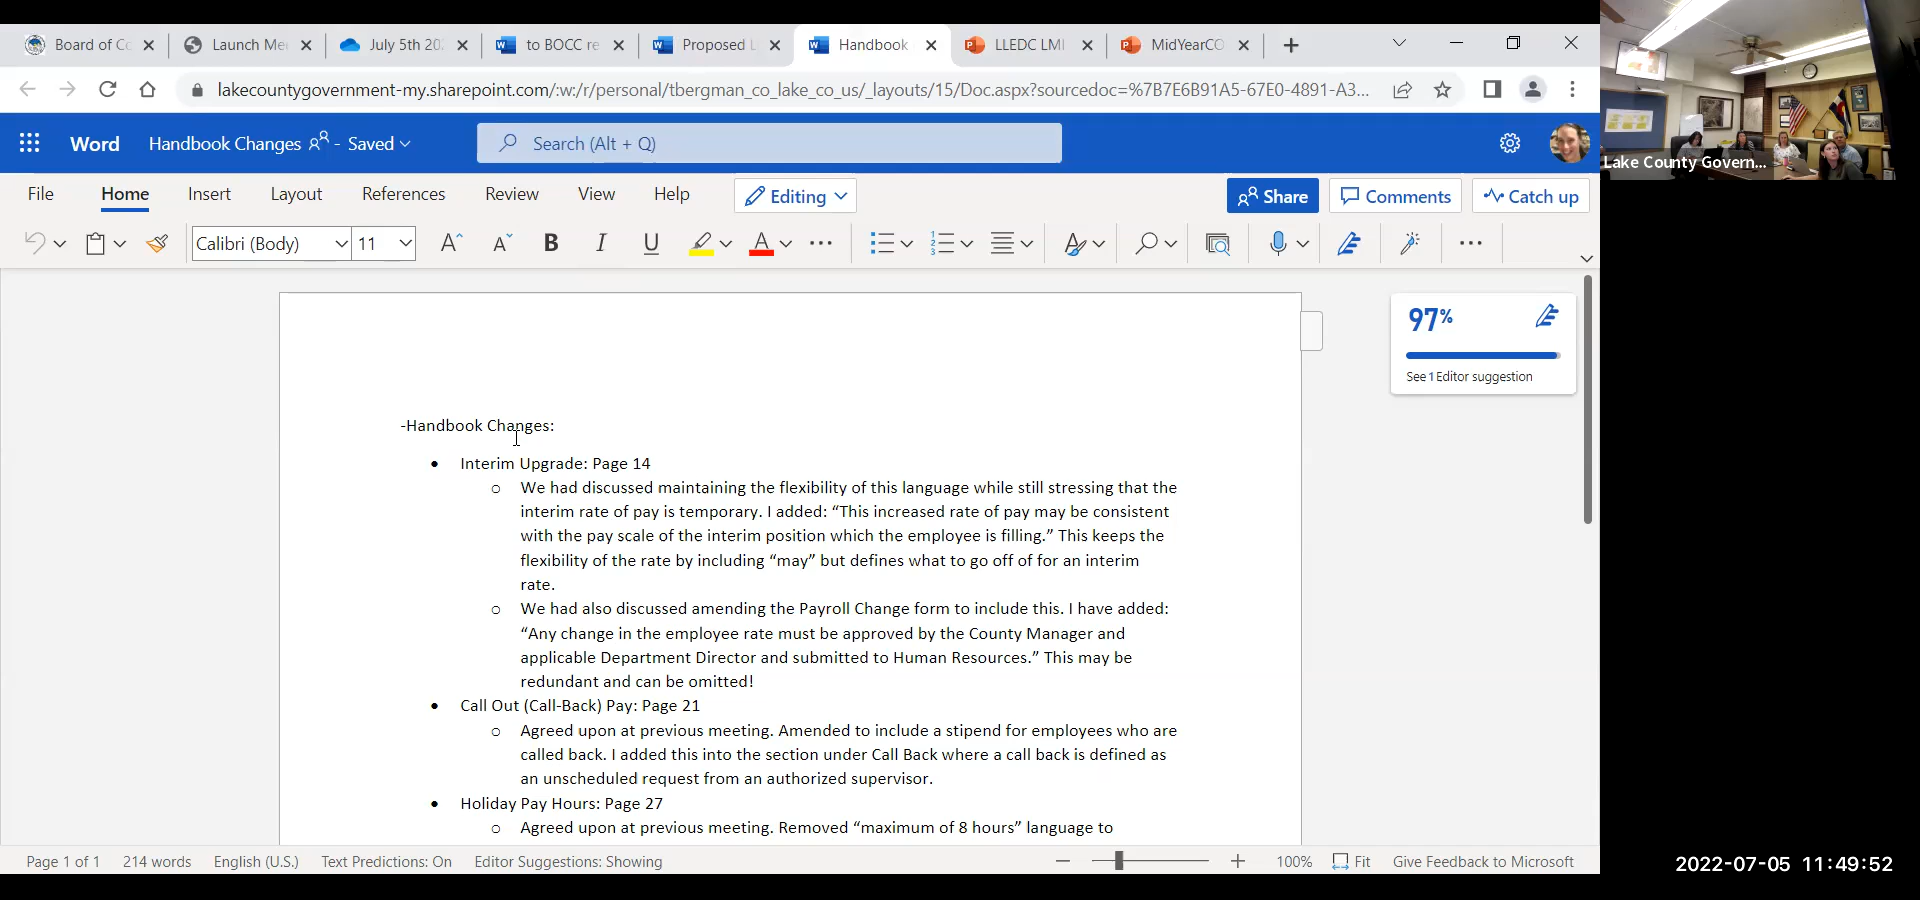 Board of Co
Launch Me
July 5th 202
to BOCC re
Proposed L
Handbook
LLEDC LMI
MidYearCO
lakecountygovernment-my.sharepoint.com/:w:/r/personal/tbergman_co_lake_co_us/_layouts/15/Doc.aspx?sourcedoc=%7B7E6B91A5-67E0-4891-A3...
Word
Handbook Changes - Saved
Search (Alt + Q)
Lake County Govern...
File Home Insert Layout References Review View Help Editing Share Comments Catch up
Calibri (Body) 11
97%
See 1 Editor suggestion
-Handbook Changes:
Interim Upgrade: Page 14
We had discussed maintaining the flexibility of this language while still stressing that the
interim rate of pay is temporary. I added: “This increased rate of pay may be consistent
with the pay scale of the interim position which the employee is filling.” This keeps the
flexibility of the rate by including “may” but defines what to go off of for an interim
rate.
We had also discussed amending the Payroll Change form to include this. I have added:
“Any change in the employee rate must be approved by the County Manager and
applicable Department Director and submitted to Human Resources.” This may be
redundant and can be omitted!
Call Out (Call-Back) Pay: Page 21
Agreed upon at previous meeting. Amended to include a stipend for employees who are
called back. I added this into the section under Call Back where a call back is defined as
an unscheduled request from an authorized supervisor.
Holiday Pay Hours: Page 27
Agreed upon at previous meeting. Removed “maximum of 8 hours” language to
Page 1 of 1 214 words English (U.S.) Text Predictions: On Editor Suggestions: Showing 100% Fit Give Feedback to Microsoft
2022-07-05 11:49:52